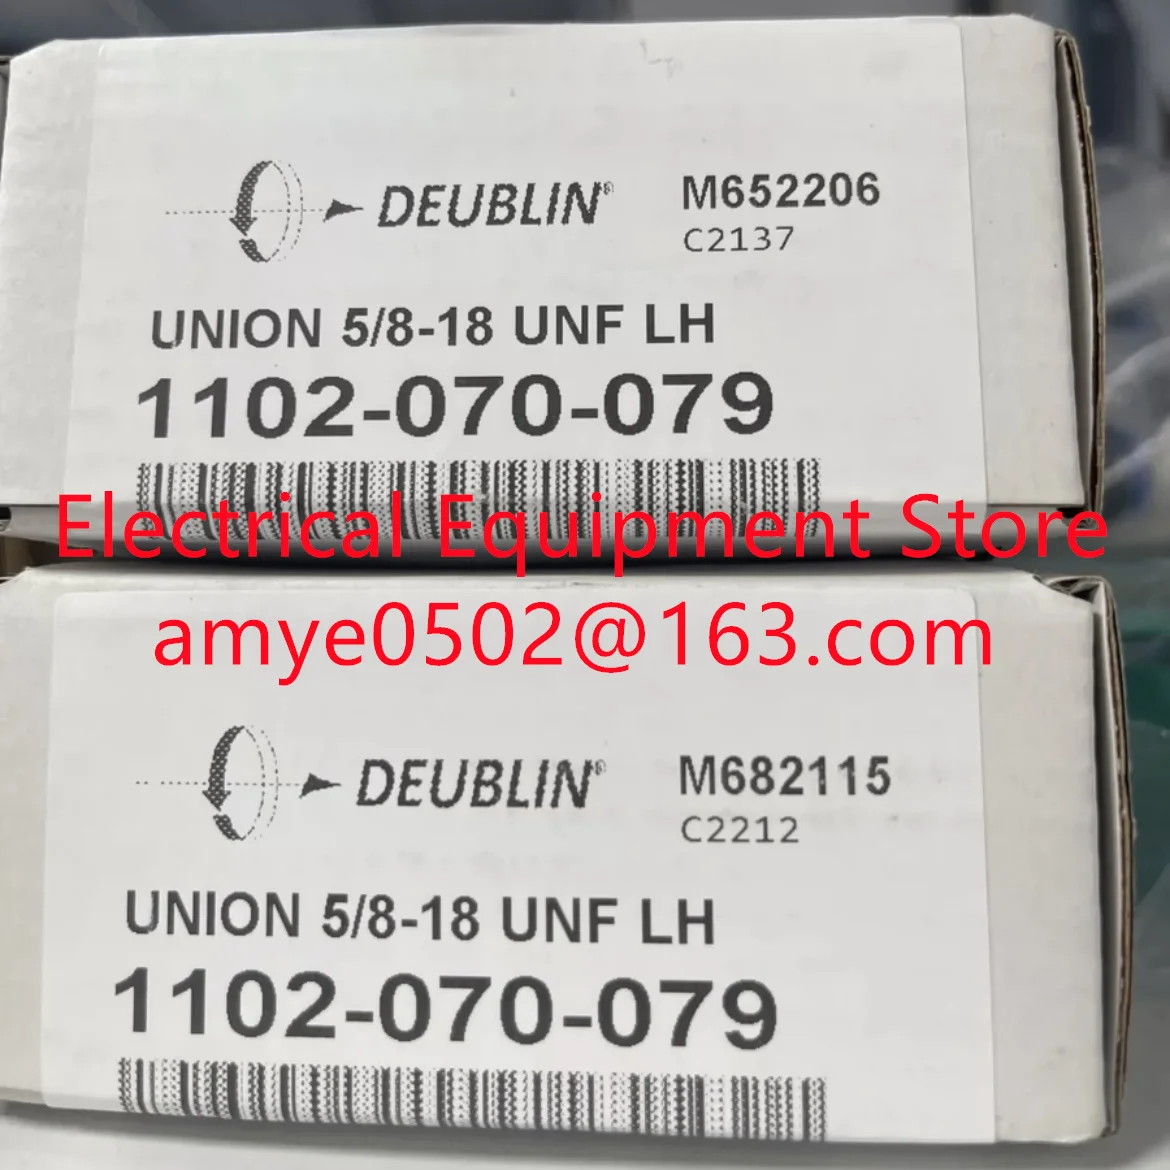 DEUBLIN® M652206
C2137
UNION 5/8-18 UNF LH
1102-070-079
Electrical Equipment Store
amye0502@163.com
DEUBLIN® M682115
C2212
UNION 5/8-18 UNF LH
1102-070-079